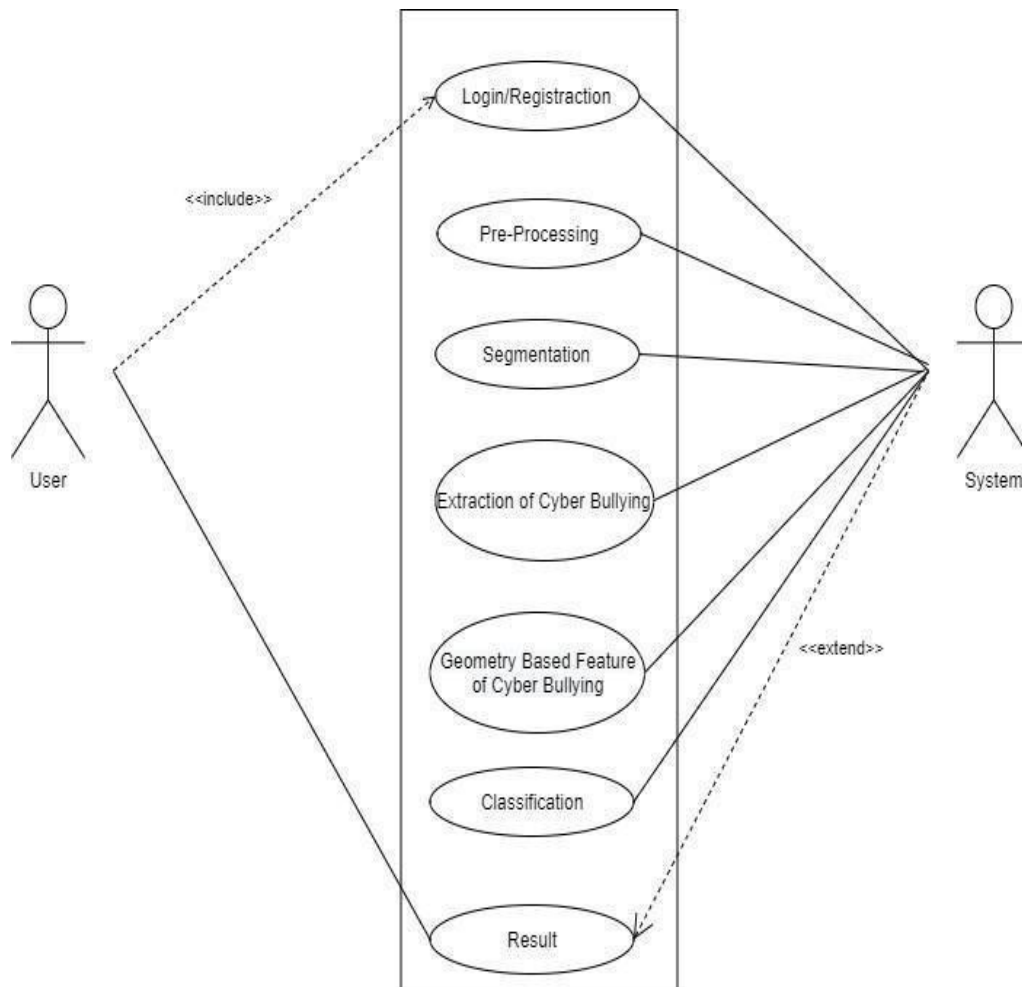 Login/Registraction
<<include>>
Pre-Processing
Segmentation
User
System
Extraction of Cyber Bullying
Geometry Based Feature
of Cyber Bullying
<<extend>>
Classification
Result